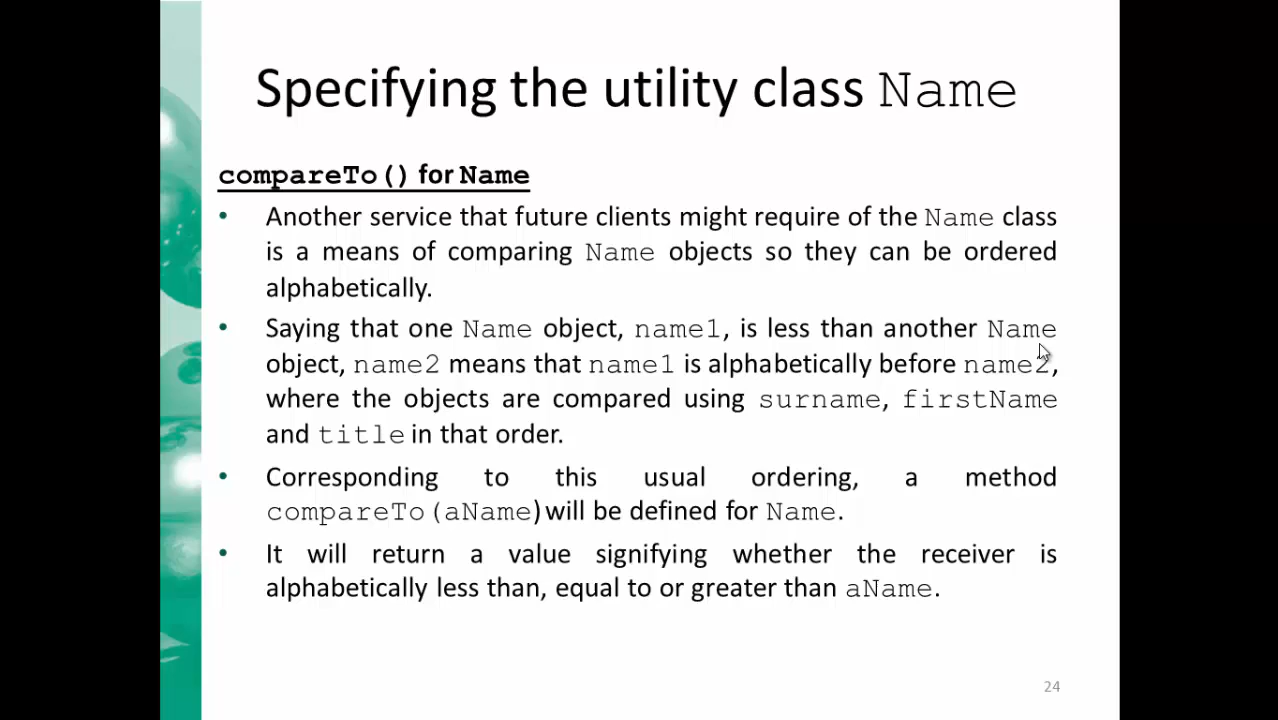 Specifying the utility class Name
compareTo() for Name
• Another service that future clients might require of the Name class
is a means of comparing Name objects so they can be ordered
alphabetically.
• Saying that one Name object, name1, is less than another Name
object, name2 means that name1 is alphabetically before name2,
where the objects are compared using surname, firstName
and title in that order.
• Corresponding to this usual ordering, a method
compareTo(aName) will be defined for Name.
• It will return a value signifying whether the receiver is
alphabetically less than, equal to or greater than aName.
24